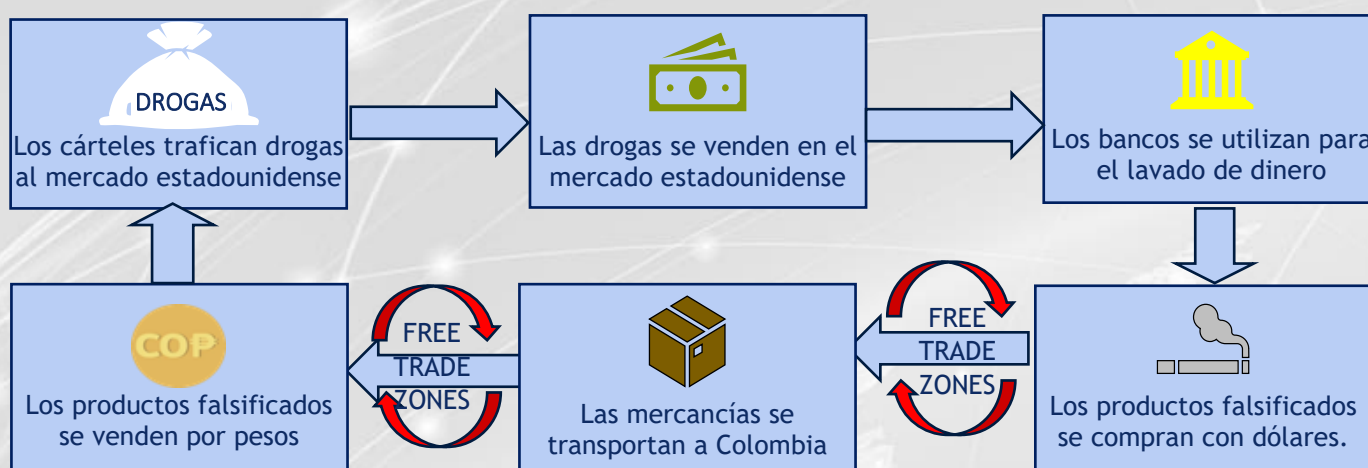 DROGAS
Los cárteles trafican drogas
al mercado estadounidense
Las drogas se venden en el
mercado estadounidense
Los bancos se utilizan para
el lavado de dinero
COP
Los productos falsificados
se venden por pesos
FREE
TRADE
ZONES
Las mercancías se
transportan a Colombia
FREE
TRADE
ZONES
Los productos falsificados
se compran con dólares.